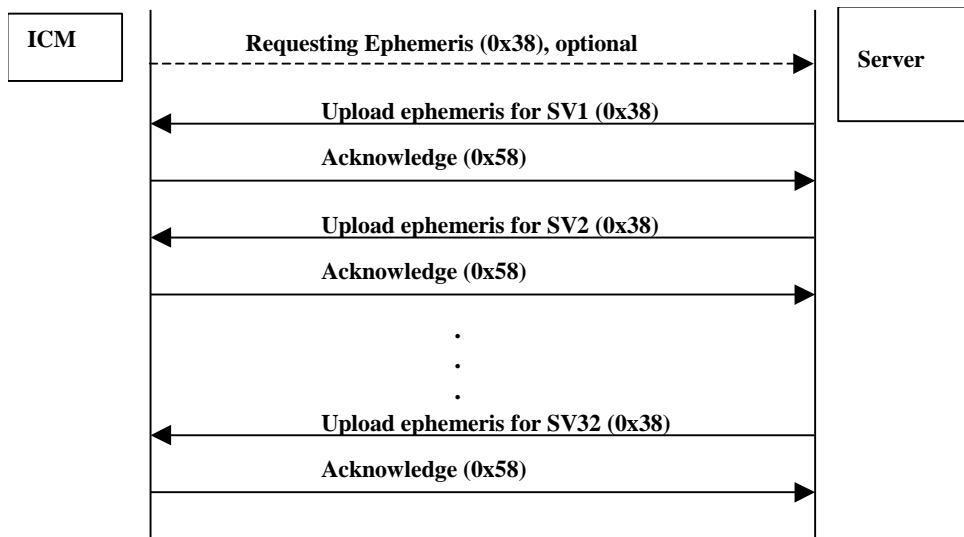 ICM
Requesting Ephemeris (0x38), optional
Server
Upload ephemeris for SV1 (0x38)
Acknowledge (0x58)
Upload ephemeris for SV2 (0x38)
Acknowledge (0x58)
.
.
.
Upload ephemeris for SV32 (0x38)
Acknowledge (0x58)